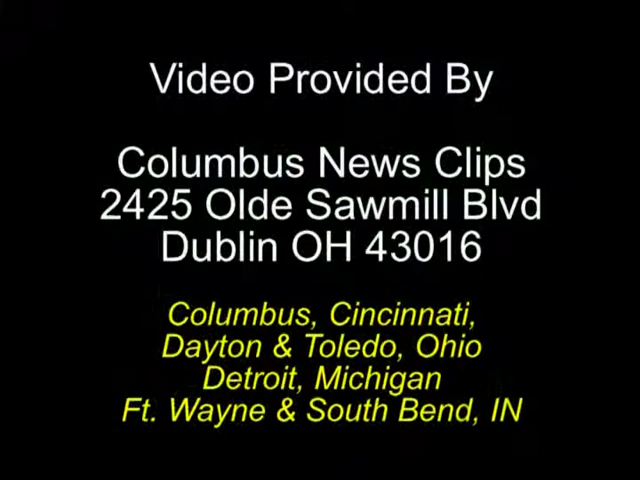 Video Provided By
Columbus News Clips
2425 Olde Sawmill Blvd
Dublin OH 43016
Columbus, Cincinnati,
Dayton & Toledo, Ohio
Detroit, Michigan
Ft. Wayne & South Bend, IN